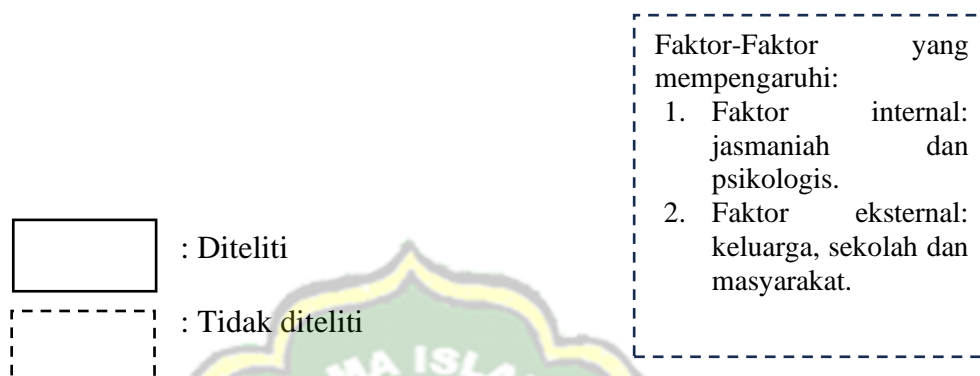 Faktor-Faktor yang
mempengaruhi:
1. Faktor internal:
jasmaniah dan
psikologis.
2. Faktor eksternal:
keluarga, sekolah dan
masyarakat.
: Diteliti
: Tidak diteliti